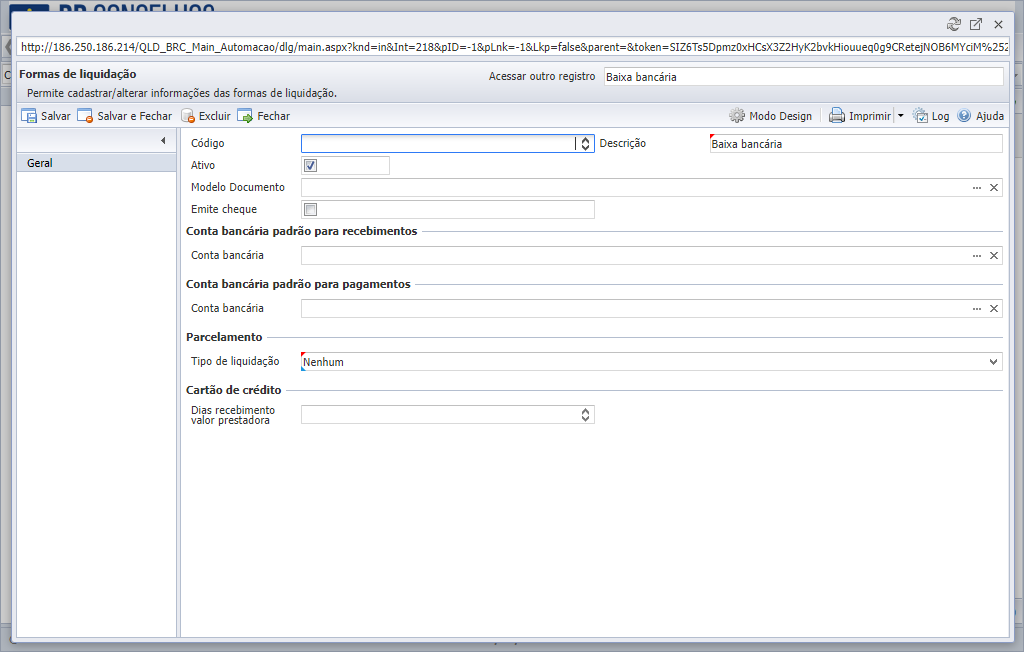 BR CONSELHOS
http://186.250.186.214/QLD_BRC_Main_Automacao/dlg/main.aspx?knd=in&Int=218&pID=-1&pLnk=-1&Lkp=false&parent=&token=SIZ6Ts5Dpmz0xHCsX3Z2HyK2bvkHiouueq0g9CRetejNOB6MYciM%252
Formas de liquidação
Acessar outro registro Baixa bancária
Permite cadastrar/alterar informações das formas de liquidação.
Salvar Salvar e Fechar Excluir Fechar Modo Design Imprimir Log Ajuda
Geral
Código Descrição Baixa bancária
Ativo
Modelo Documento
Emite cheque
Conta bancária padrão para recebimentos
Conta bancária
Conta bancária padrão para pagamentos
Conta bancária
Parcelamento
Tipo de liquidação Nenhum
Cartão de crédito
Dias recebimento
valor prestadora